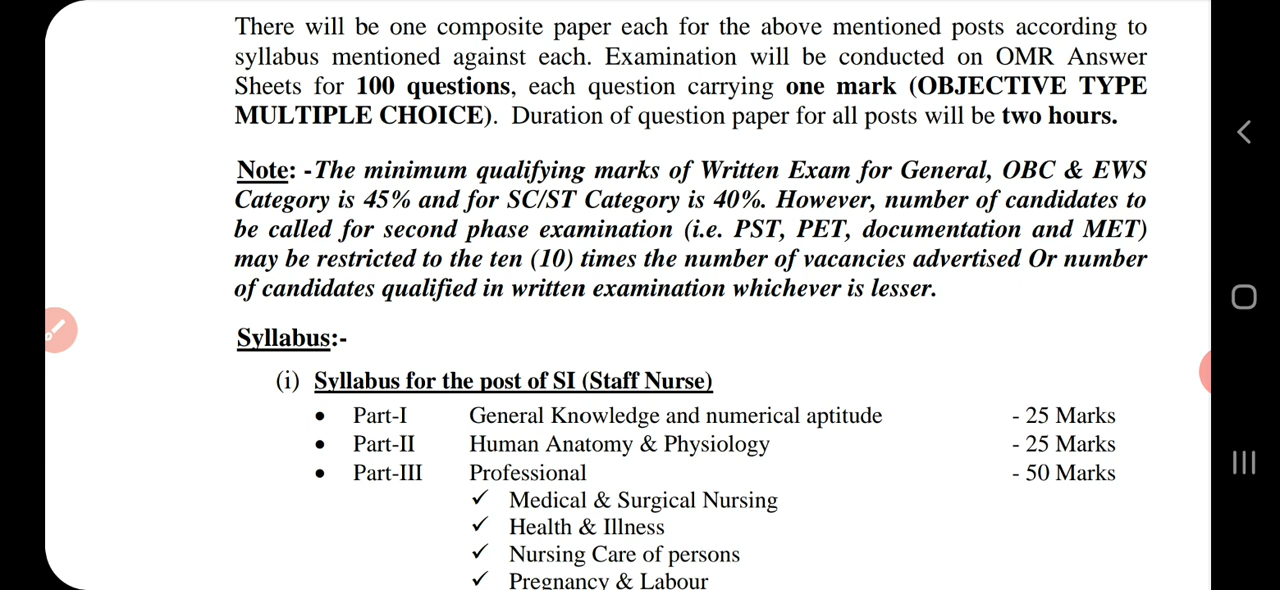 There will be one composite paper each for the above mentioned posts according to
syllabus mentioned against each. Examination will be conducted on OMR Answer
Sheets for 100 questions, each question carrying one mark (OBJECTIVE TYPE
MULTIPLE CHOICE). Duration of question paper for all posts will be two hours.
Note: -The minimum qualifying marks of Written Exam for General, OBC & EWS
Category is 45% and for SC/ST Category is 40%. However, number of candidates to
be called for second phase examination (i.e. PST, PET, documentation and MET)
may be restricted to the ten (10) times the number of vacancies advertised Or number
of candidates qualified in written examination whichever is lesser.
Syllabus:-
(i) Syllabus for the post of SI (Staff Nurse)
• Part-I General Knowledge and numerical aptitude - 25 Marks
• Part-II Human Anatomy & Physiology - 25 Marks
• Part-III Professional - 50 Marks
✓ Medical & Surgical Nursing
✓ Health & Illness
✓ Nursing Care of persons
✓ Pregnancy & Labour